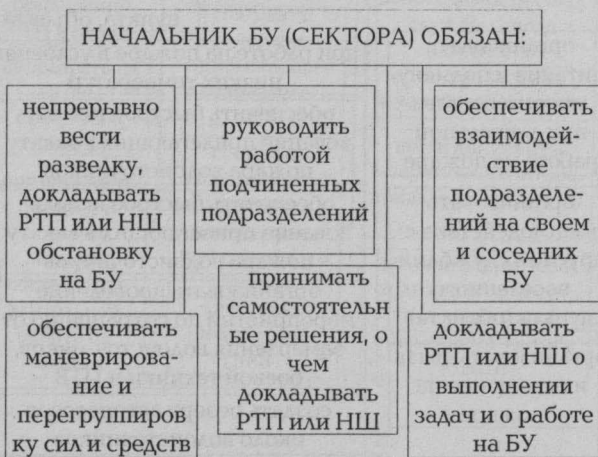 НАЧАЛЬНИК БУ (СЕКТОРА) ОБЯЗАН:
непрерывно
вести
разведку,
докладывать
РТП или НШ
обстановку
на БУ
руководить
работой
подчиненных
подразделений
обеспечивать
взаимодей-
ствие
подразделе-
ний на своем
и соседних
БУ
обеспечивать
маневрирова-
ние и
перегруппиров
ку сил и средств
принимать
самостоятельн
ые решения, о
чем
докладывать
РТП или НШ
докладывать
РТП или НШ о
выполнении
задач и о работе
на БУ